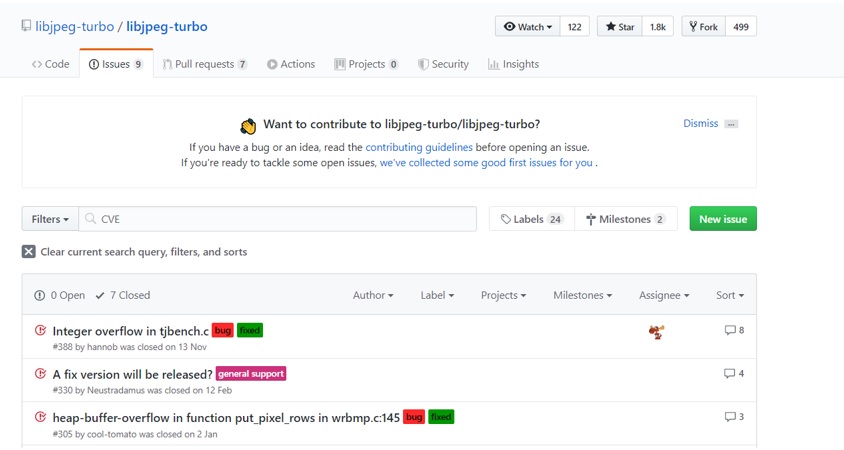 libjpeg-turbo / libjpeg-turbo
Watch 122 Star 1.8k Fork 499
Code Issues 9 Pull requests 7 Actions Projects 0 Security Insights
Want to contribute to libjpeg-turbo/libjpeg-turbo?
Dismiss ...
If you have a bug or an idea, read the contributing guidelines before opening an issue.
If you're ready to tackle some open issues, we've collected some good first issues for you .
Filters CVE Labels 24 Milestones 2 New issue
Clear current search query, filters, and sorts
0 Open 7 Closed Author Label Projects Milestones Assignee Sort
Integer overflow in tjbench.c bug fixed 8
#388 by hannob was closed on 13 Nov
A fix version will be released? general support 4
#330 by Neustradamus was closed on 12 Feb
heap-buffer-overflow in function put_pixel_rows in wrbmp.c:145 bug fixed 3
#305 by cool-tomato was closed on 2 Jan